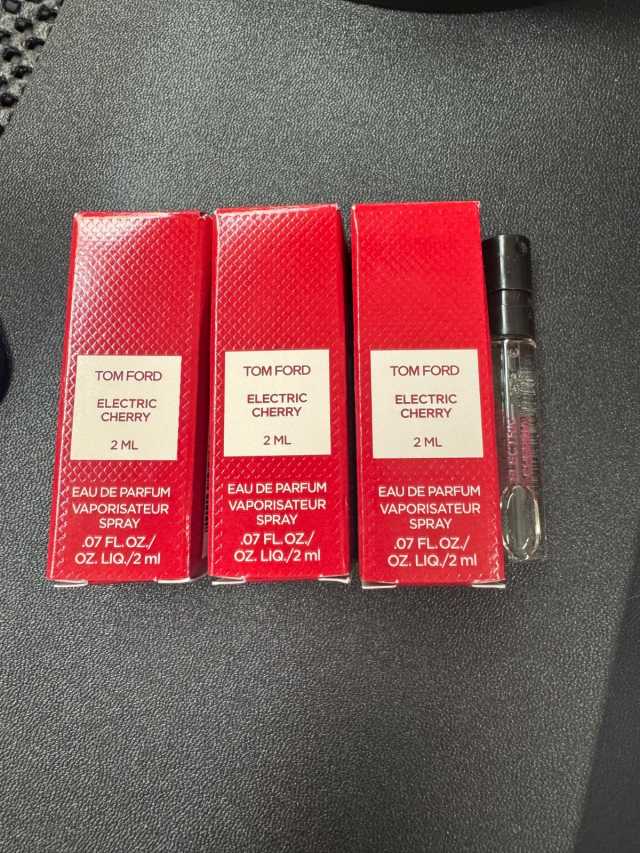 TOM FORD
ELECTRIC
CHERRY
2 ML
EAU DE PARFUM
VAPORISATEUR
SPRAY
.07 FL.OZ./
OZ. LIQ./2 ml
TOM FORD
ELECTRIC
CHERRY
2 ML
EAU DE PARFUM
VAPORISATEUR
SPRAY
.07 FL.OZ./
OZ. LIQ./2 ml
TOM FORD
ELECTRIC
CHERRY
2 ML
EAU DE PARFUM
VAPORISATEUR
SPRAY
.07 FL.OZ./
OZ. LIQ./2 ml
ELECTRIC
CHERRY